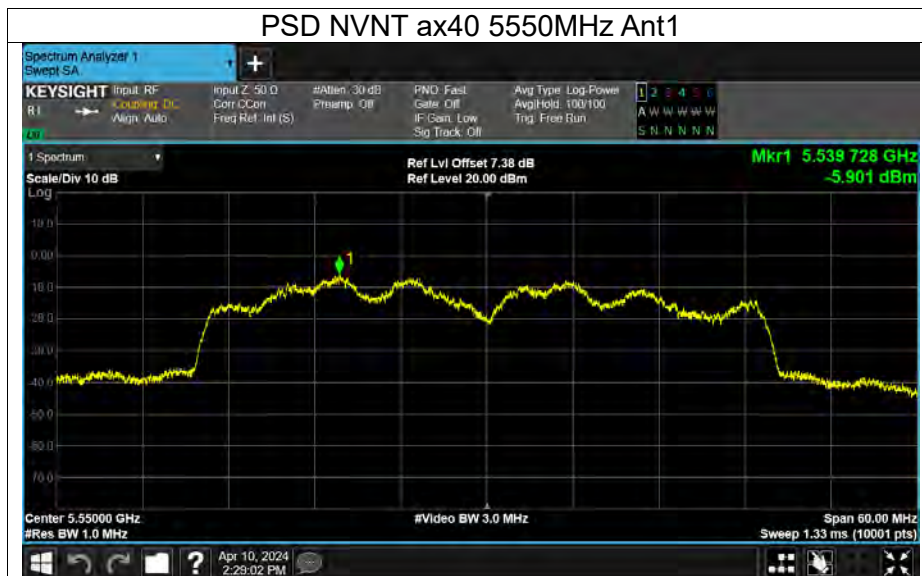 PSD NVNT ax40 5550MHz Ant1
Spectrum Analyzer 1
Swept SA
+
KEYSIGHT Input: RF Input Z: 50 Ω #Atten: 30 dB PNO: Fast Avg Type: Log-Power 1 2 3 4 5 6
Coupling: DC Corr CCorr Preamp: Off Gate: Off Avg|Hold: 100/100 A W W W W W
Align: Auto Freq Ref: Int (S) IF Gain: Low Trig: Free Run
Sig Track: Off S N N N N N
1 Spectrum
Ref Lvl Offset 7.38 dB Mkr1 5.539 728 GHz
Scale/Div 10 dB Ref Level 20.00 dBm -5.901 dBm
Log
10.0
0.00
1
-10.0
-20.0
-30.0
-40.0
-50.0
-60.0
-70.0
Center 5.55000 GHz #Video BW 3.0 MHz Span 60.00 MHz
#Res BW 1.0 MHz Sweep 1.33 ms (10001 pts)
? Apr 10, 2024
2:29:02 PM